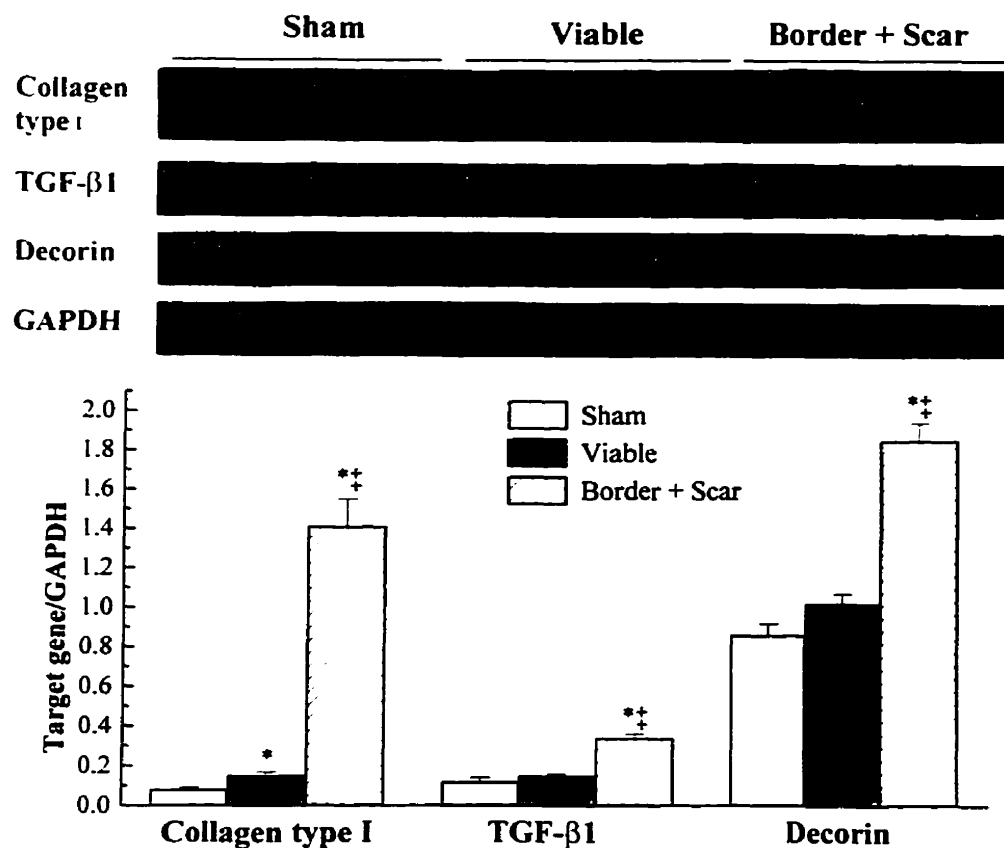 Sham Viable Border + Scar
Collagen
type I
TGF-β1
Decorin
GAPDH
2.0
1.8
1.6
1.4
1.2
1.0
0.8
0.6
0.4
0.2
0.0
Target gene/GAPDH
Sham
Viable
Border + Scar
*
*‡
*‡
*‡
Collagen type I TGF-β1 Decorin